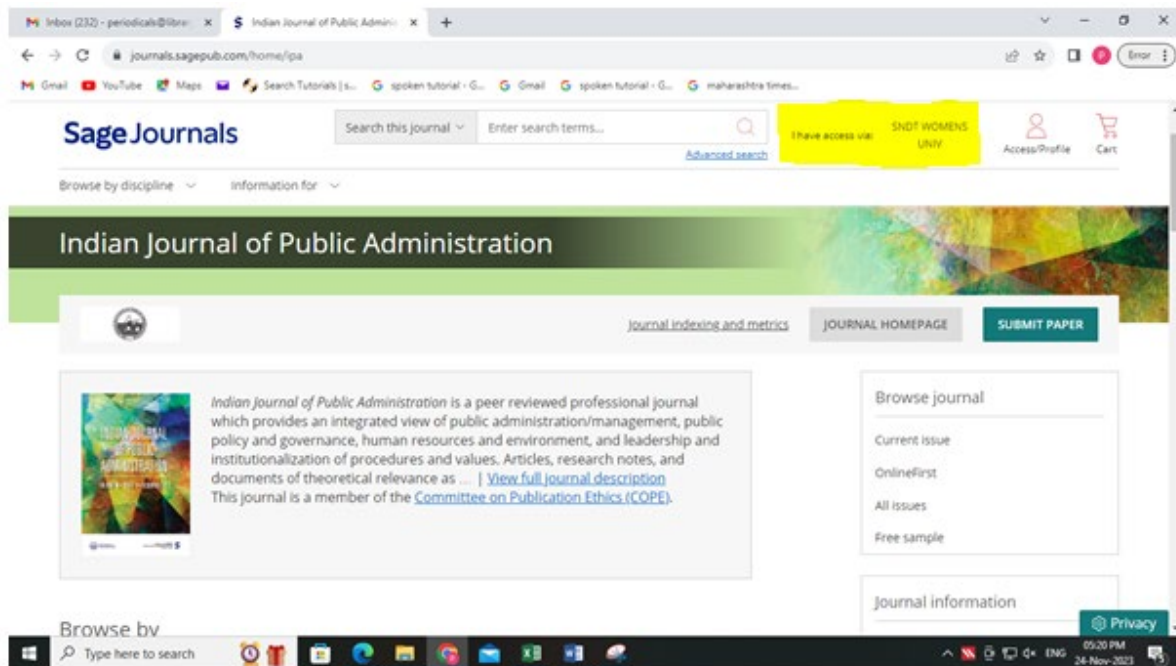 Inbox (232) - periodicals@librar
Indian Journal of Public Adminis
journals.sagepub.com/home/ipa
Error
Gmail YouTube Maps Search Tutorials | s... spoken tutorial - G... Gmail spoken tutorial - G... maharashtra times...
Sage Journals
Search this journal
Enter search terms...
Advanced search
I have access via:
SNDT WOMENS
UNIV
Access/Profile
Cart
Browse by discipline
Information for
Indian Journal of Public Administration
Journal indexing and metrics
JOURNAL HOMEPAGE
SUBMIT PAPER
INDIAN JOURNAL
OF PUBLIC
ADMINISTRATION
Indian Journal of Public Administration is a peer reviewed professional journal
which provides an integrated view of public administration/management, public
policy and governance, human resources and environment, and leadership and
institutionalization of procedures and values. Articles, research notes, and
documents of theoretical relevance as ... | View full journal description
This journal is a member of the Committee on Publication Ethics (COPE).
Browse journal
Current issue
OnlineFirst
All issues
Free sample
Journal information
Privacy
Browse by
Type here to search
ENG
05:20 PM
24-Nov-2023